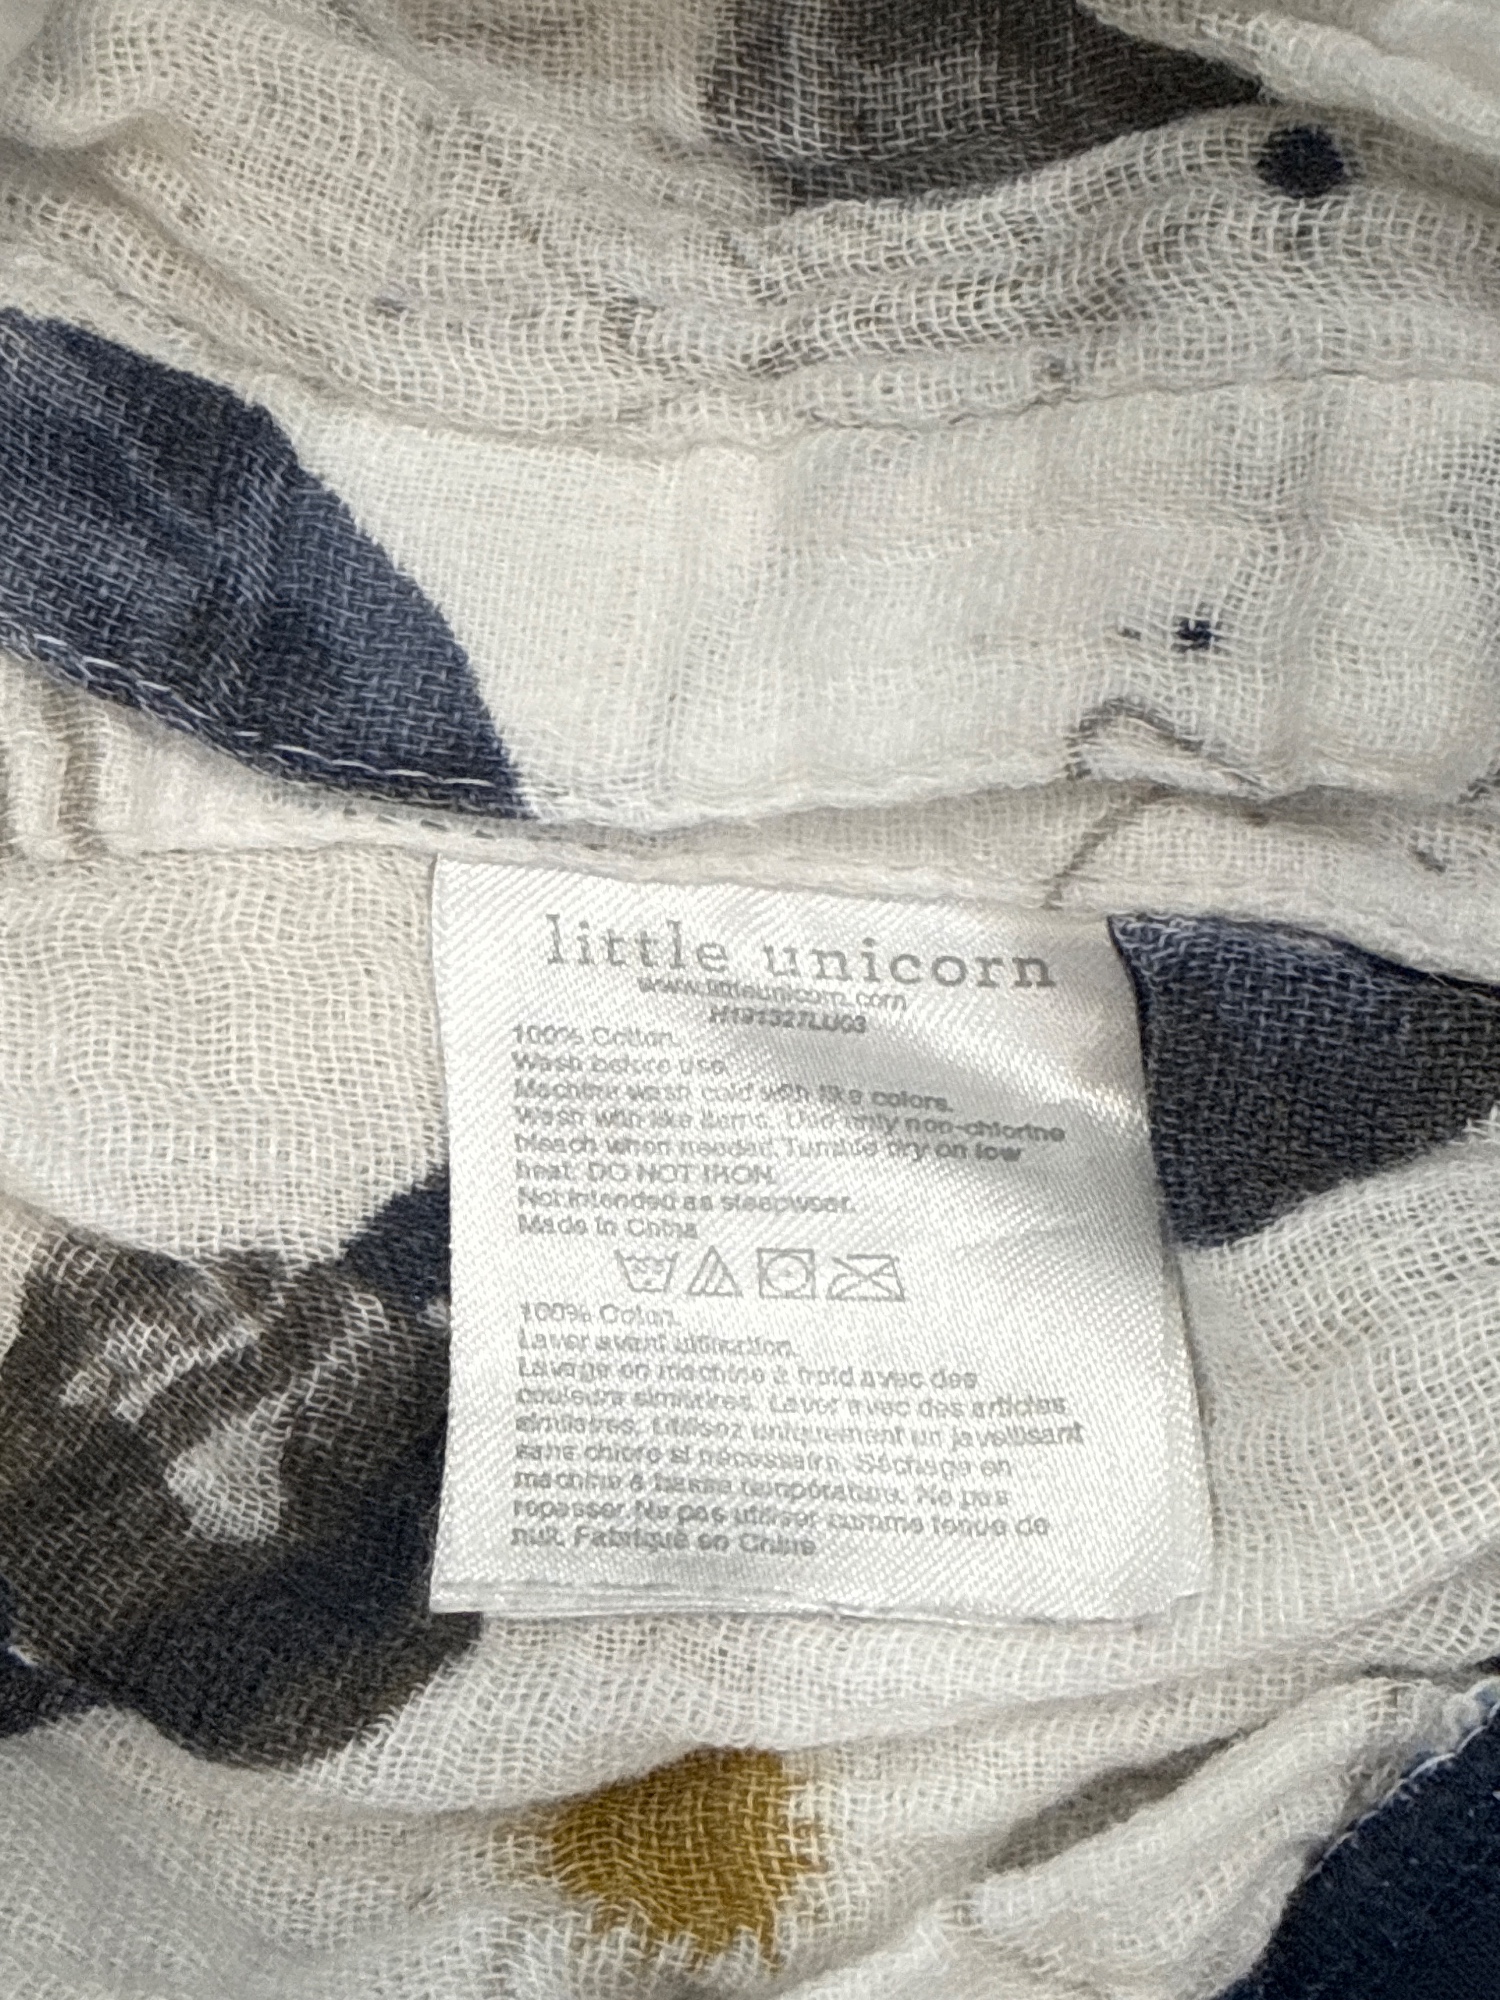 little unicorn
www.littleunicorn.com
H191327LU03
100% Cotton.
Wash before use.
Machine wash cold with like colors.
Wash with like items. Use only non-chlorine
bleach when needed. Tumble dry on low
heat. DO NOT IRON.
Not intended as sleepwear.
Made in China
100% Coton.
Laver avant utilisation.
Lavage en machine à froid avec des
couleurs similaires. Laver avec des articles
similaires. Utilisez uniquement un javellisant
sans chlore si nécessaire. Séchage en
machine à basse température. Ne pas
repasser. Ne pas utiliser comme tenue de
nuit. Fabriqué en Chine